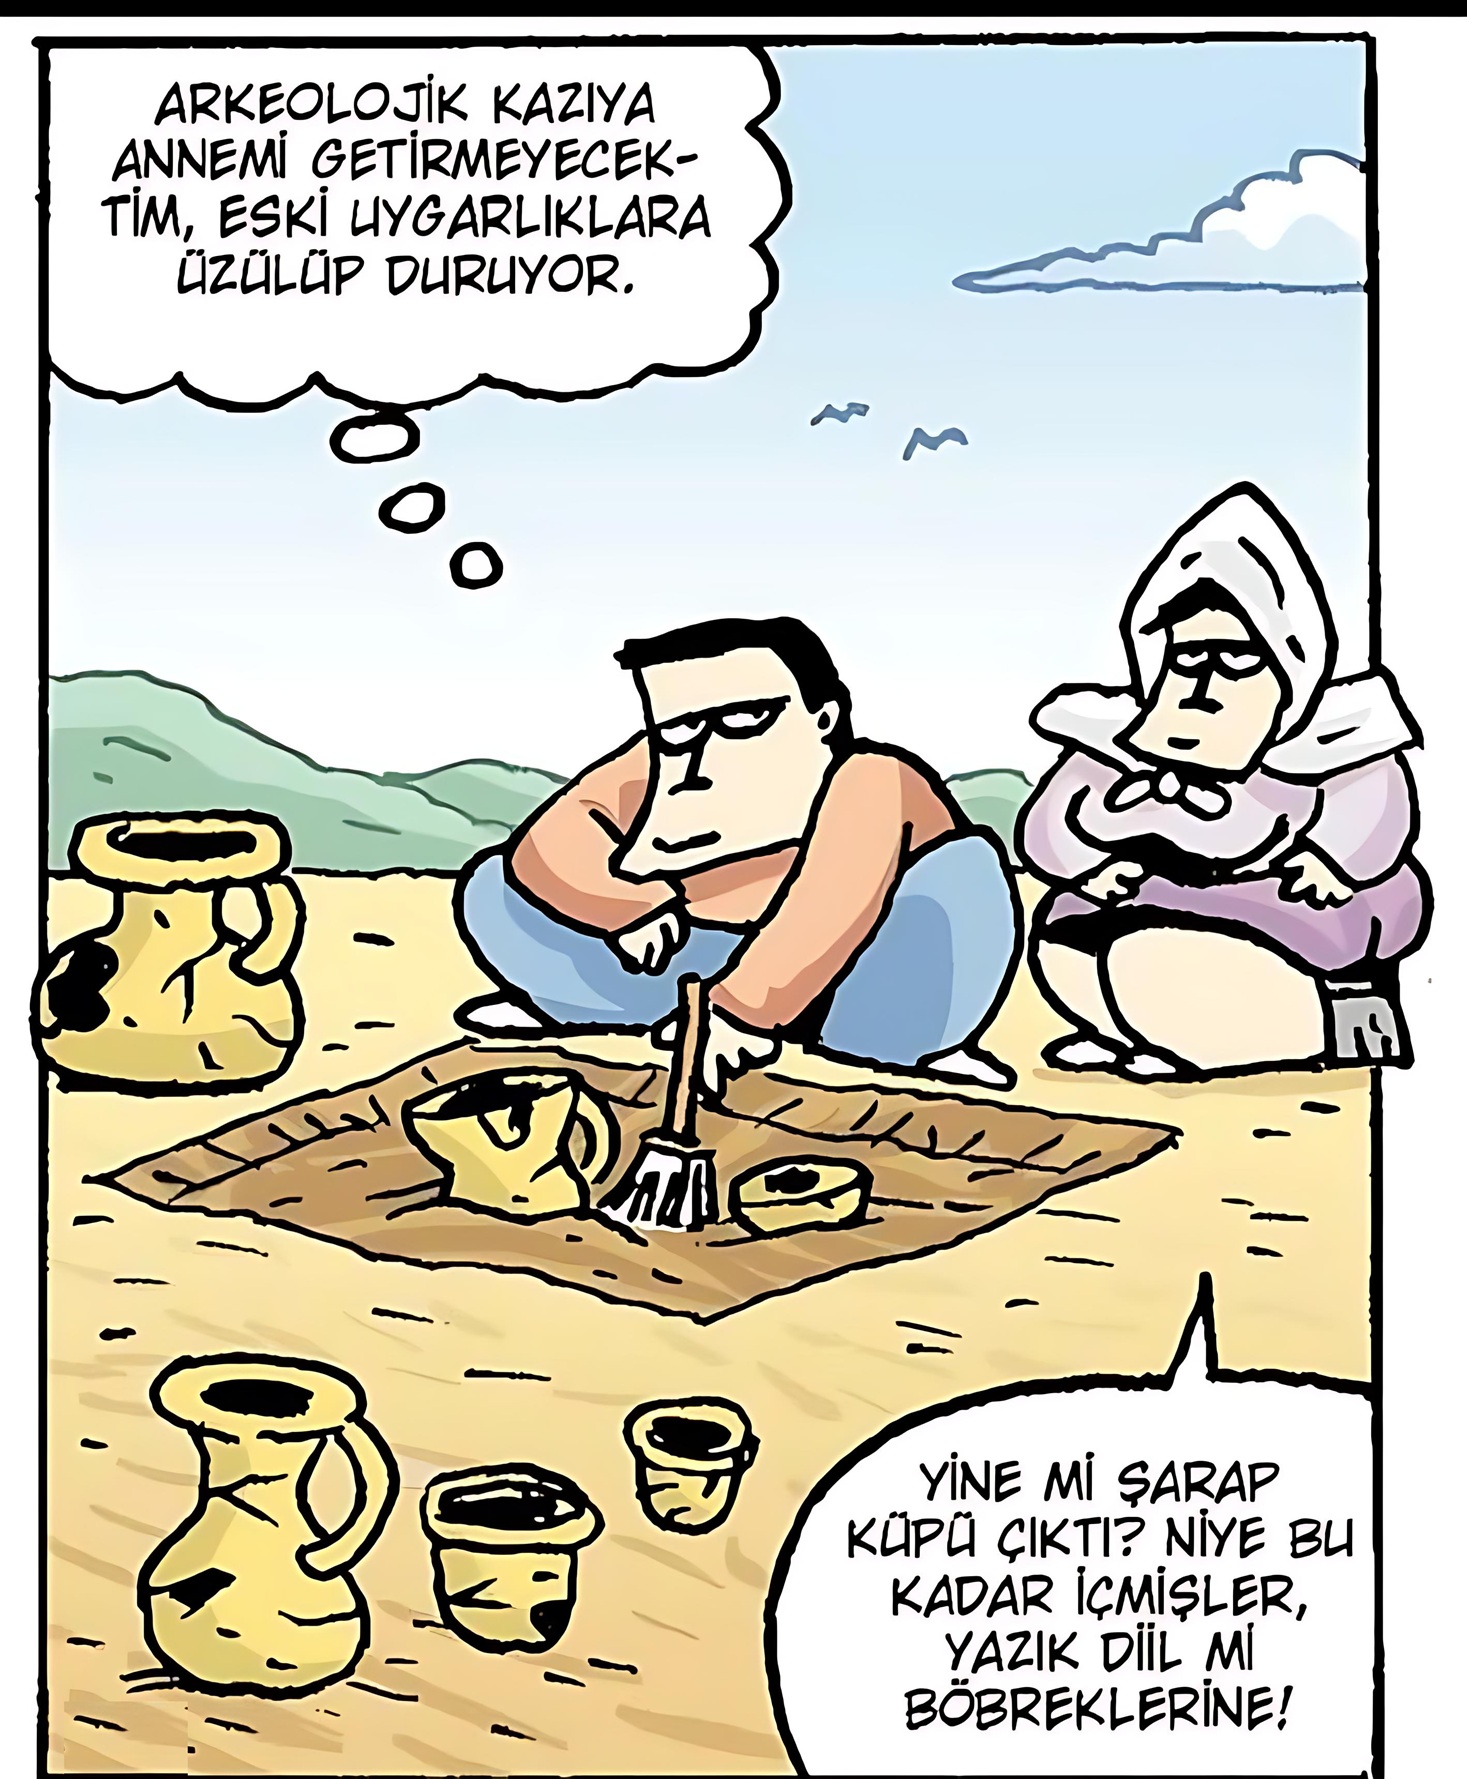 ARKEOLOJİK KAZIYA
ANNEMİ GETİRMEYECEK-
TİM, ESKİ UYGARLIKLARA
ÜZÜLÜP DURUYOR.
YİNE Mİ ŞARAP
KÜPÜ ÇIKTI? NİYE BU
KADAR İÇMİŞLER,
YAZIK DİİL Mİ
BÖBREKLERİNE!